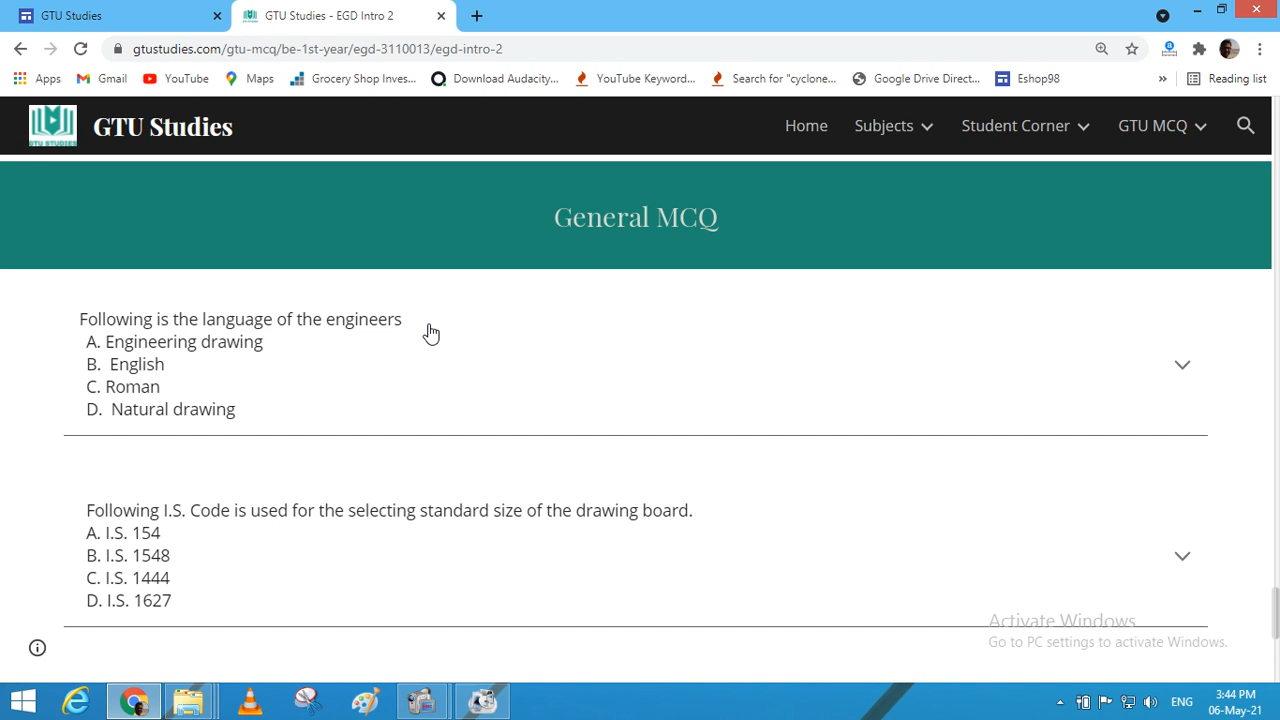 GTU Studies
GTU Studies - EGD Intro 2
gtustudies.com/gtu-mcq/be-1st-year/egd-3110013/egd-intro-2
Apps Gmail YouTube Maps Grocery Shop Inves... Download Audacity... YouTube Keyword... Search for "cyclone... Google Drive Direct... Eshop98 » Reading list
GTU STUDIES
GTU Studies
Home Subjects Student Corner GTU MCQ
General MCQ
Following is the language of the engineers
A. Engineering drawing
B. English
C. Roman
D. Natural drawing
Following I.S. Code is used for the selecting standard size of the drawing board.
A. I.S. 154
B. I.S. 1548
C. I.S. 1444
D. I.S. 1627
Activate Windows
Go to PC settings to activate Windows.
ENG
3:44 PM
06-May-21